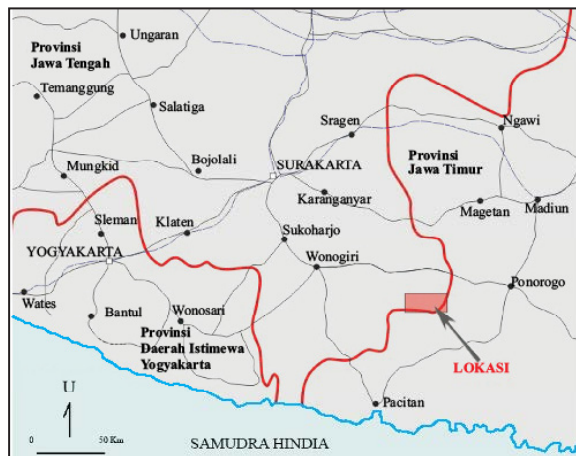 Ungaran
Provinsi
Jawa Tengah
Temanggung
Salatiga
Sragen
Ngawi
Bojolali
SURAKARTA
Provinsi
Jawa Timur
Mungkid
Karanganyar
Magetan
Madiun
Sleman
Klaten
Sukoharjo
YOGYAKARTA
Wonogiri
Ponorogo
Wates
Bantul
Wonosari
Provinsi
Daerah Istimewa
Yogyakarta
LOKASI
Pacitan
U
0
50 Km
SAMUDRA HINDIA